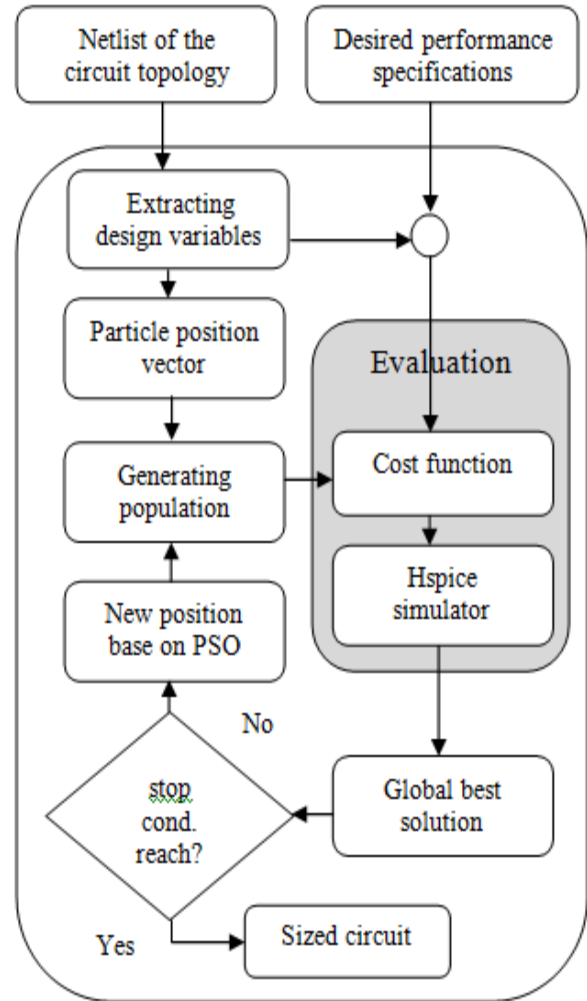 Netlist of the
circuit topology
Desired performance
specifications
Extracting
design variables
Particle position
vector
Evaluation
Generating
population
Cost function
Hspice
simulator
New position
base on PSO
No
stop
cond.
reach?
Global best
solution
Yes
Sized circuit